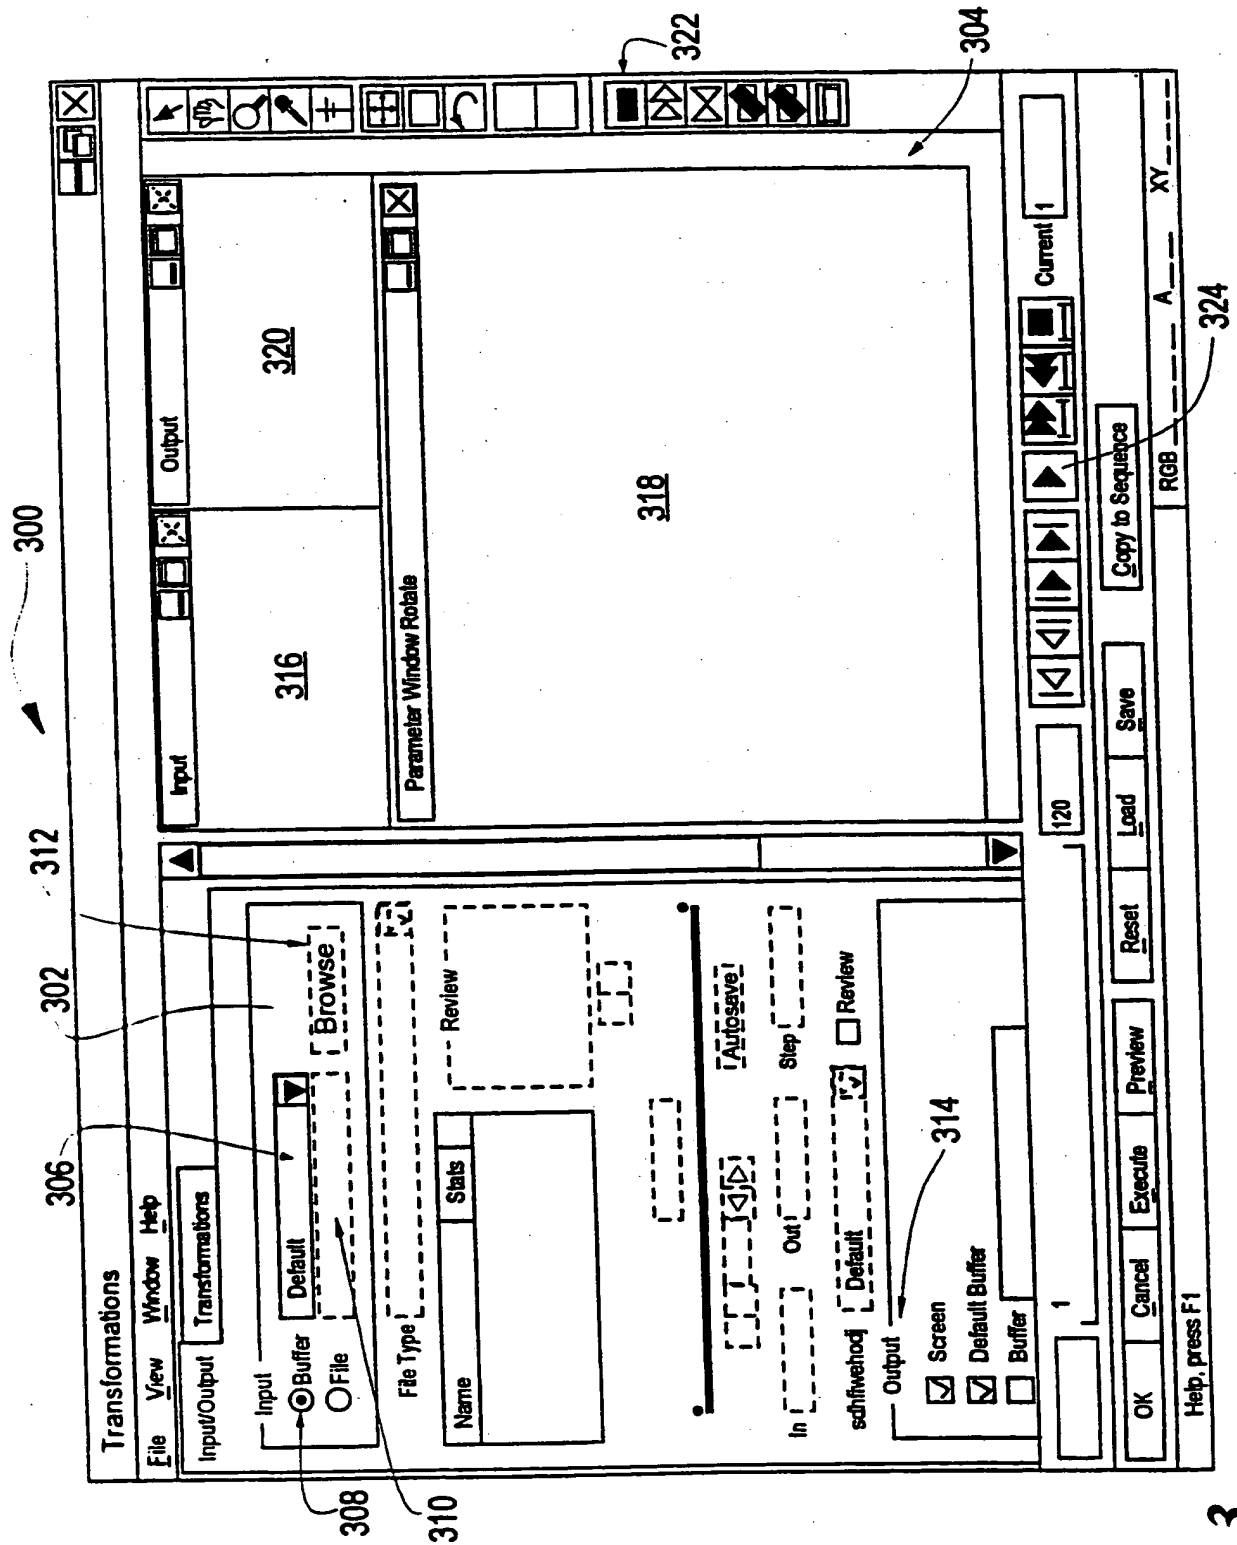 300
Transformations
File View Window Help
Input/Output Transformations
Input
Buffer
File
Default
Browse
306
302
312
308
310
File Type
Name Stats
Review
Autosave
In Out Step
sdhfiwehodj Default Review
Output
314
Screen
Default Buffer
Buffer
Input
316
Output
320
Parameter Window Rotate
318
322
304
1 120
Current 1
324
OK Cancel Execute Preview Reset Load Save Copy to Sequence
Help, press F1
RGB A XY
3